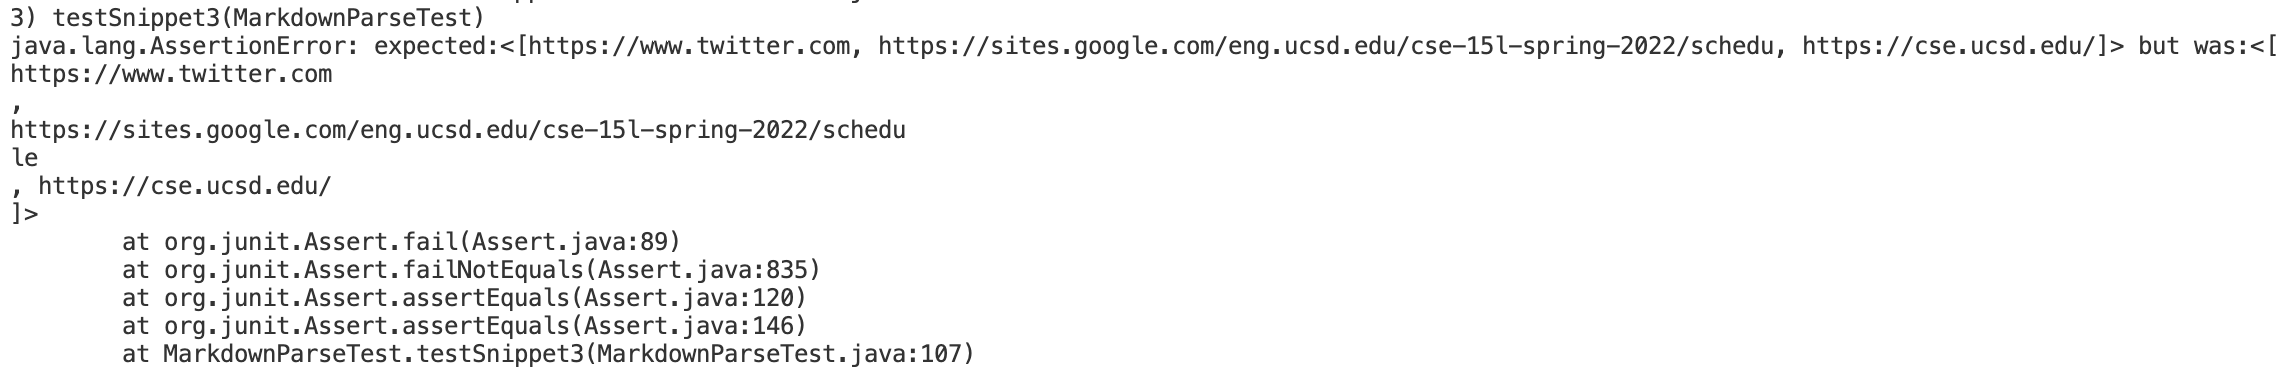 3) testSnippet3(MarkdownParseTest)
java.lang.AssertionError: expected:<[https://www.twitter.com, https://sites.google.com/eng.ucsd.edu/cse-15l-spring-2022/schedu, https://cse.ucsd.edu/]> but was:<[
https://www.twitter.com
,
https://sites.google.com/eng.ucsd.edu/cse-15l-spring-2022/schedu
le
, https://cse.ucsd.edu/
]>
        at org.junit.Assert.fail(Assert.java:89)
        at org.junit.Assert.failNotEquals(Assert.java:835)
        at org.junit.Assert.assertEquals(Assert.java:120)
        at org.junit.Assert.assertEquals(Assert.java:146)
        at MarkdownParseTest.testSnippet3(MarkdownParseTest.java:107)